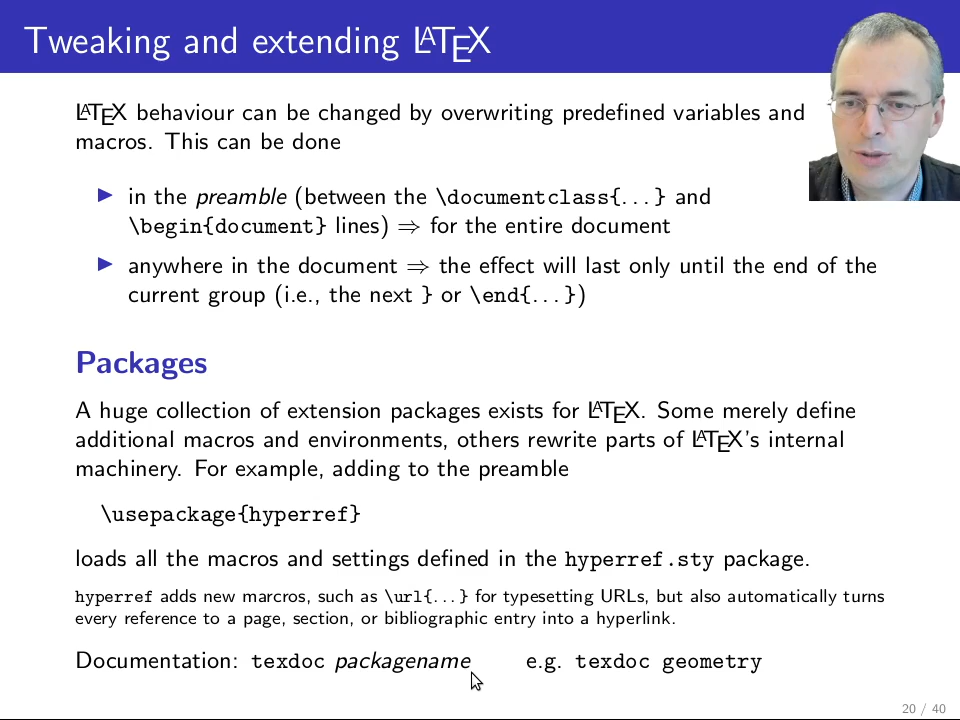 Tweaking and extending LATEX
LATEX behaviour can be changed by overwriting predefined variables and
macros. This can be done
▶ in the preamble (between the \documentclass{...} and
\begin{document} lines) ⇒ for the entire document
▶ anywhere in the document ⇒ the effect will last only until the end of the
current group (i.e., the next } or \end{...})
Packages
A huge collection of extension packages exists for LATEX. Some merely define
additional macros and environments, others rewrite parts of LATEX's internal
machinery. For example, adding to the preamble
\usepackage{hyperref}
loads all the macros and settings defined in the hyperref.sty package.
hyperref adds new marcros, such as \url{...} for typesetting URLs, but also automatically turns
every reference to a page, section, or bibliographic entry into a hyperlink.
Documentation: texdoc packagename e.g. texdoc geometry
20 / 40